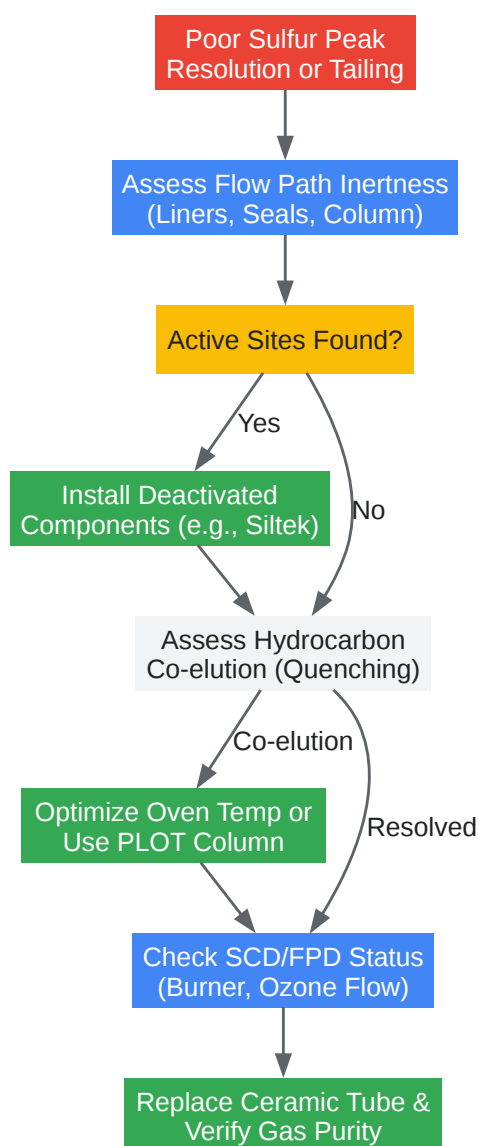 Poor Sulfur Peak
Resolution or Tailing
Assess Flow Path Inertness
(Liners, Seals, Column)
Active Sites Found?
Yes
Install Deactivated
Components (e.g., Siltek)
No
Assess Hydrocarbon
Co-elution (Quenching)
Co-elution
Optimize Oven Temp or
Use PLOT Column
Resolved
Check SCD/FPD Status
(Burner, Ozone Flow)
Replace Ceramic Tube &
Verify Gas Purity